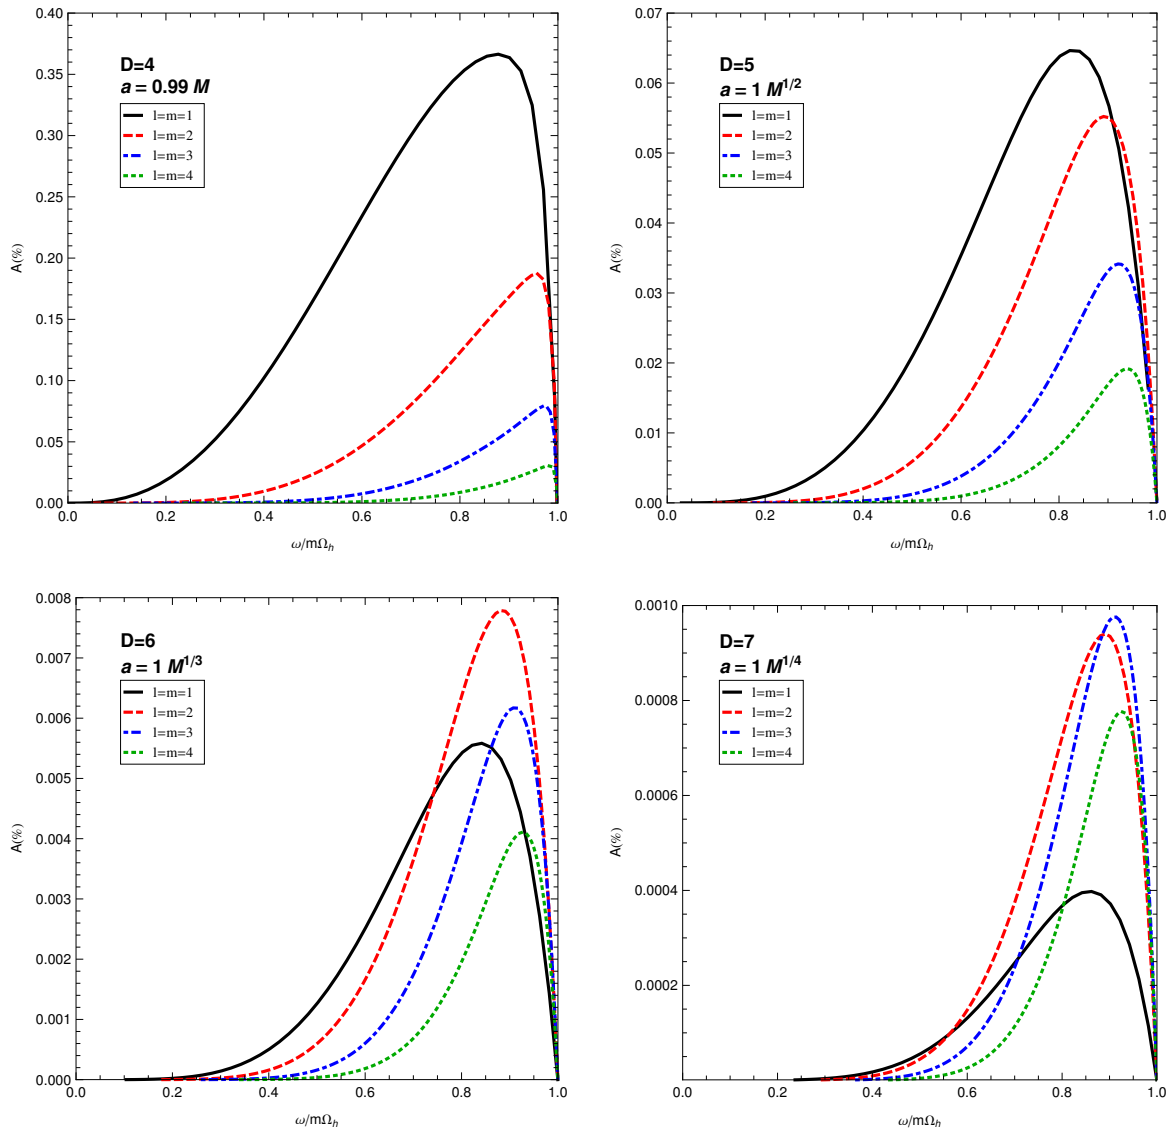 D=4
a = 0.99 M
l=m=1
l=m=2
l=m=3
l=m=4
A(%)
0.40
0.35
0.30
0.25
0.20
0.15
0.10
0.05
0.00
0.0 0.2 0.4 0.6 0.8 1.0
ω/mΩh
D=5
a = 1 M^1/2
l=m=1
l=m=2
l=m=3
l=m=4
A(%)
0.07
0.06
0.05
0.04
0.03
0.02
0.01
0.00
0.0 0.2 0.4 0.6 0.8 1.0
ω/mΩh
D=6
a = 1 M^1/3
l=m=1
l=m=2
l=m=3
l=m=4
A(%)
0.008
0.007
0.006
0.005
0.004
0.003
0.002
0.001
0.000
0.0 0.2 0.4 0.6 0.8 1.0
ω/mΩh
D=7
a = 1 M^1/4
l=m=1
l=m=2
l=m=3
l=m=4
A(%)
0.0010
0.0008
0.0006
0.0004
0.0002
0.0 0.2 0.4 0.6 0.8 1.0
ω/mΩh